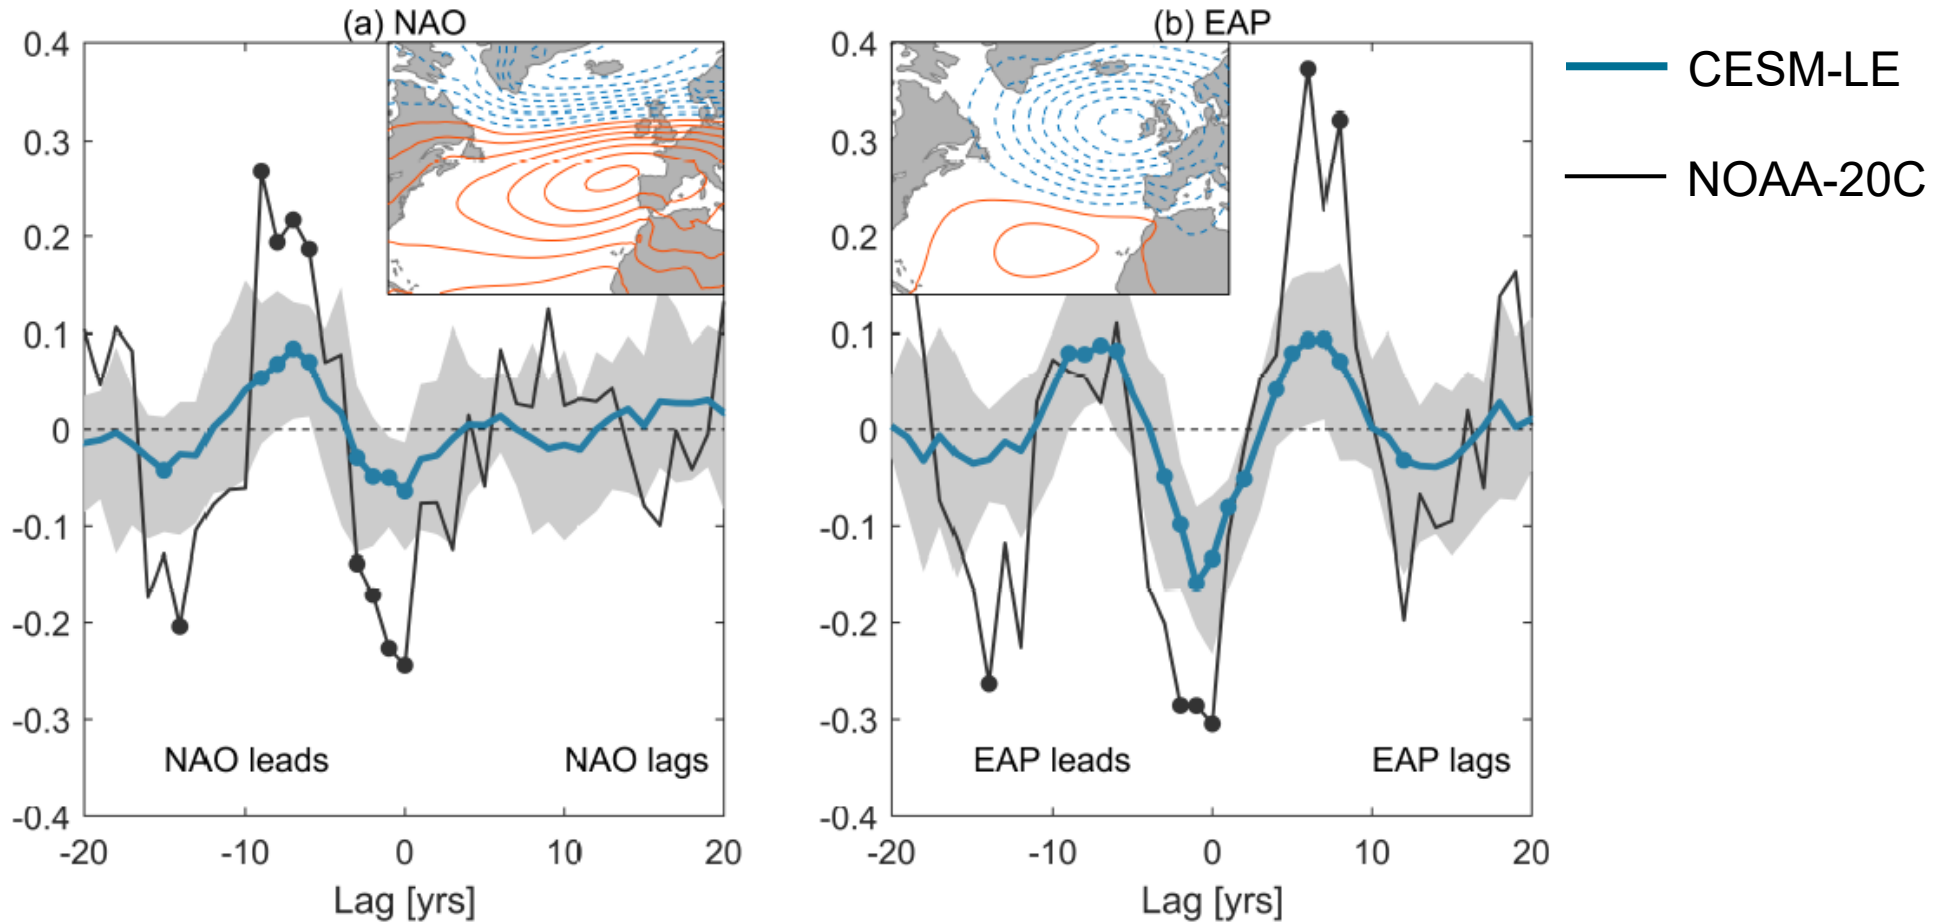 (a) NAO
0.4
0.3
0.2
0.1
0
-0.1
-0.2
-0.3
-0.4
NAO leads
NAO lags
-20 -10 0 10 20
Lag [yrs]
(b) EAP
0.4
0.3
0.2
0.1
0
-0.1
-0.2
-0.3
-0.4
EAP leads
EAP lags
-20 -10 0 10 20
Lag [yrs]
CESM-LE
NOAA-20C